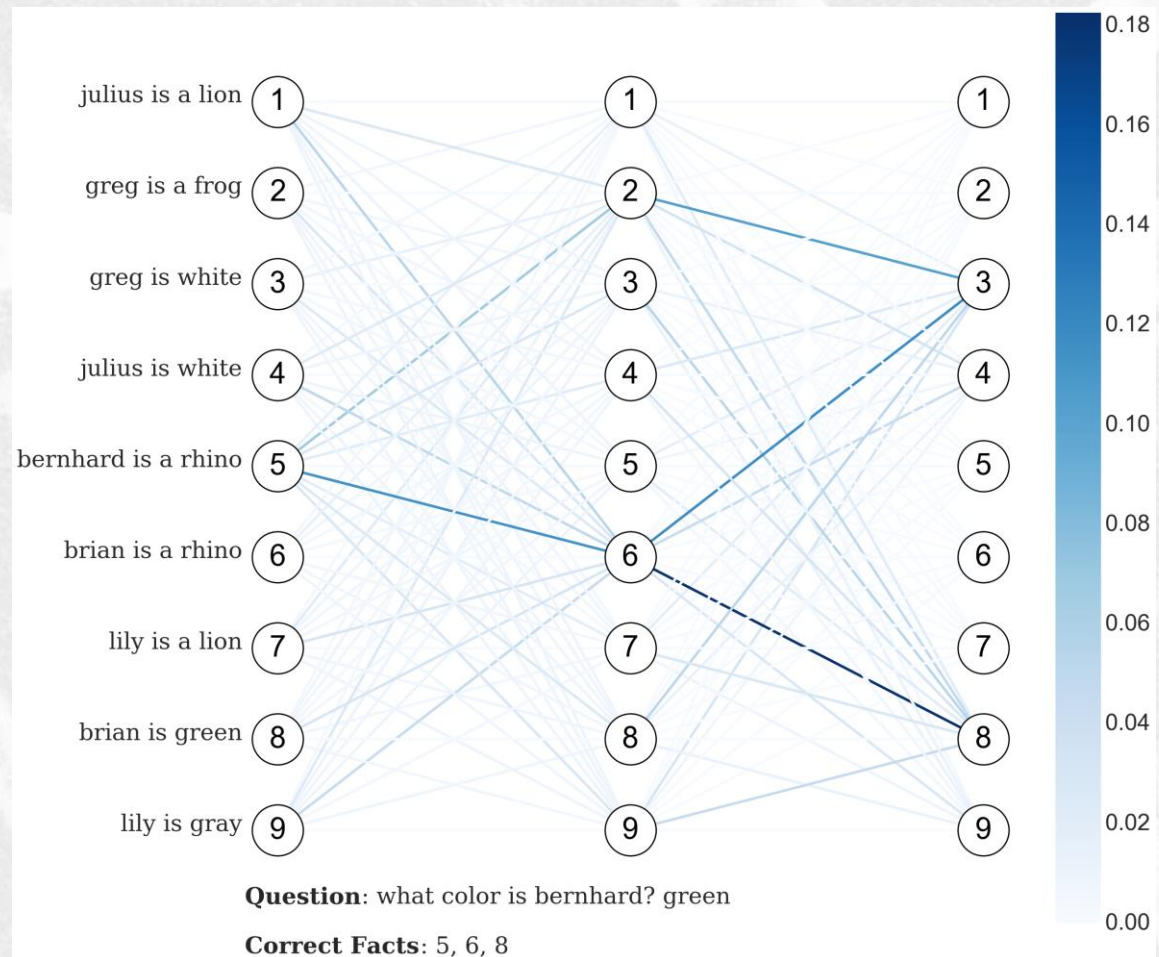 0.18
julius is a lion 1 1 1
0.16
greg is a frog 2 2 2
0.14
greg is white 3 3 3
0.12
julius is white 4 4 4
0.10
bernhard is a rhino 5 5 5
0.08
brian is a rhino 6 6 6
0.06
lily is a lion 7 7 7
0.04
brian is green 8 8 8
0.02
lily is gray 9 9 9
Question: what color is bernhard? green
0.00
Correct Facts: 5, 6, 8